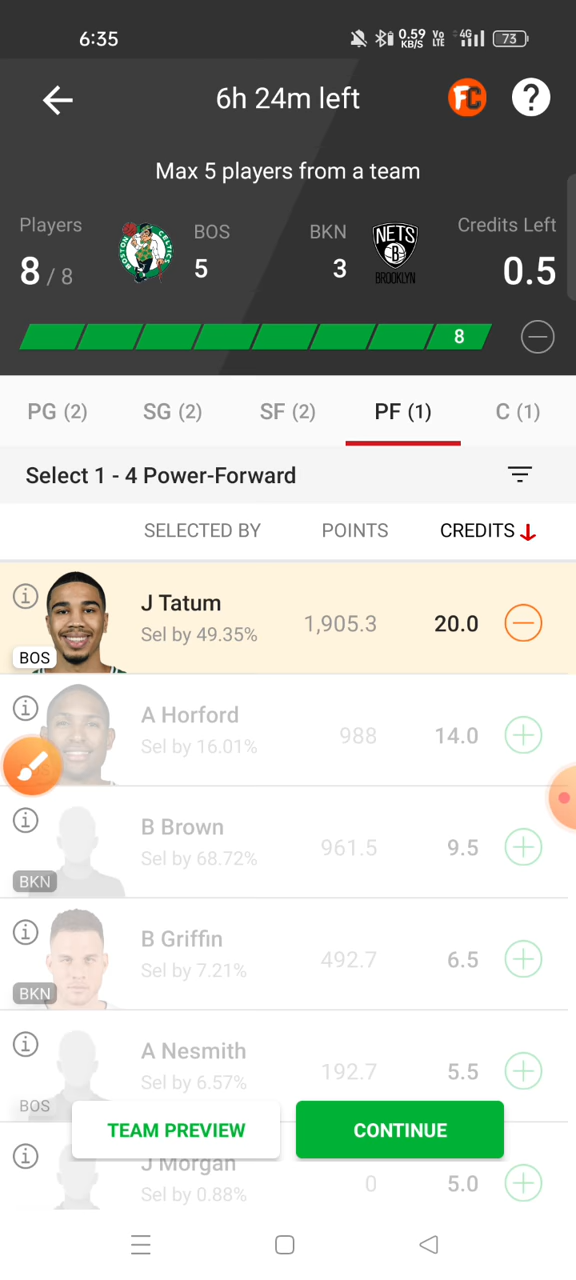 6:35
0.59 KB/S
Vo LTE
4G
73
6h 24m left
FC
?
Max 5 players from a team
Players
8 / 8
BOS
5
BKN
3
NETS
B
BROOKLYN
Credits Left
0.5
8
PG (2)
SG (2)
SF (2)
PF (1)
C (1)
Select 1 - 4 Power-Forward
SELECTED BY
POINTS
CREDITS
J Tatum
Sel by 49.35%
1,905.3
20.0
BOS
A Horford
Sel by 16.01%
988
14.0
B Brown
Sel by 68.72%
961.5
9.5
BKN
B Griffin
Sel by 7.21%
492.7
6.5
BKN
A Nesmith
Sel by 6.57%
192.7
5.5
BOS
TEAM PREVIEW
CONTINUE
J Morgan
Sel by 0.88%
0
5.0